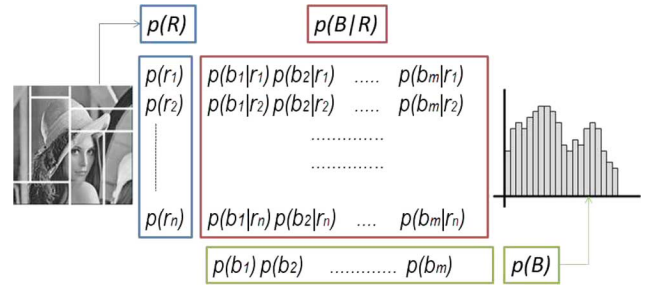 p(R) p(B|R)
p(r1) p(b1|r1) p(b2|r1) ..... p(bm|r1)
p(r2) p(b1|r2) p(b2|r2) ..... p(bm|r2)
..............
..............
p(rn) p(b1|rn) p(b2|rn) .... p(bm|rn)
p(b1) p(b2) ............. p(bm) p(B)